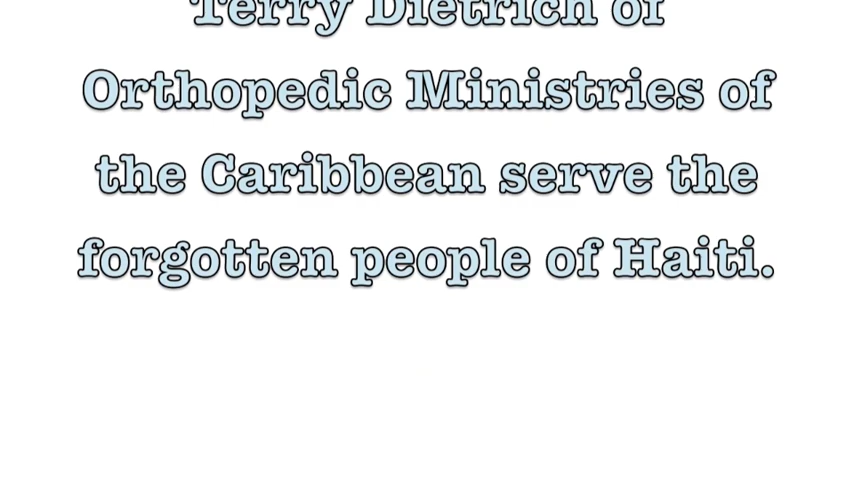 Terry Dietrich of
Orthopedic Ministries of
the Caribbean serve the
forgotten people of Haiti.